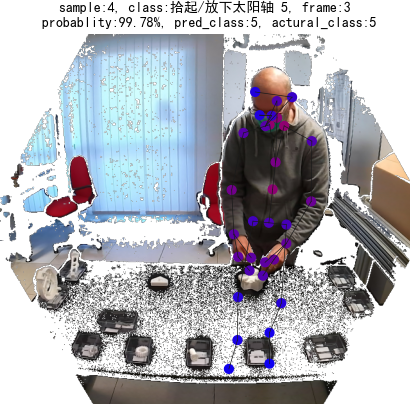 sample:4, class:拾起/放下太阳轴 5, frame:3
probablity:99.78%, pred_class:5, actural_class:5